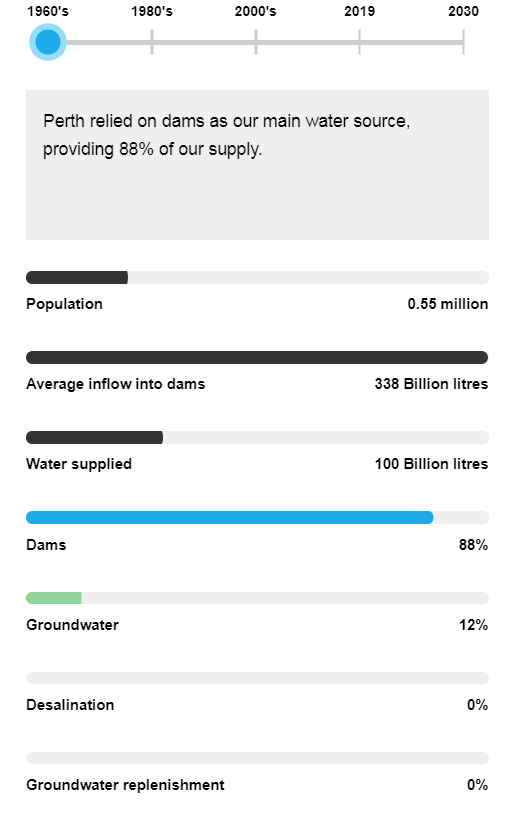 1960's 1980's 2000's 2019 2030
Perth relied on dams as our main water source,
providing 88% of our supply.
Population 0.55 million
Average inflow into dams 338 Billion litres
Water supplied 100 Billion litres
Dams 88%
Groundwater 12%
Desalination 0%
Groundwater replenishment 0%